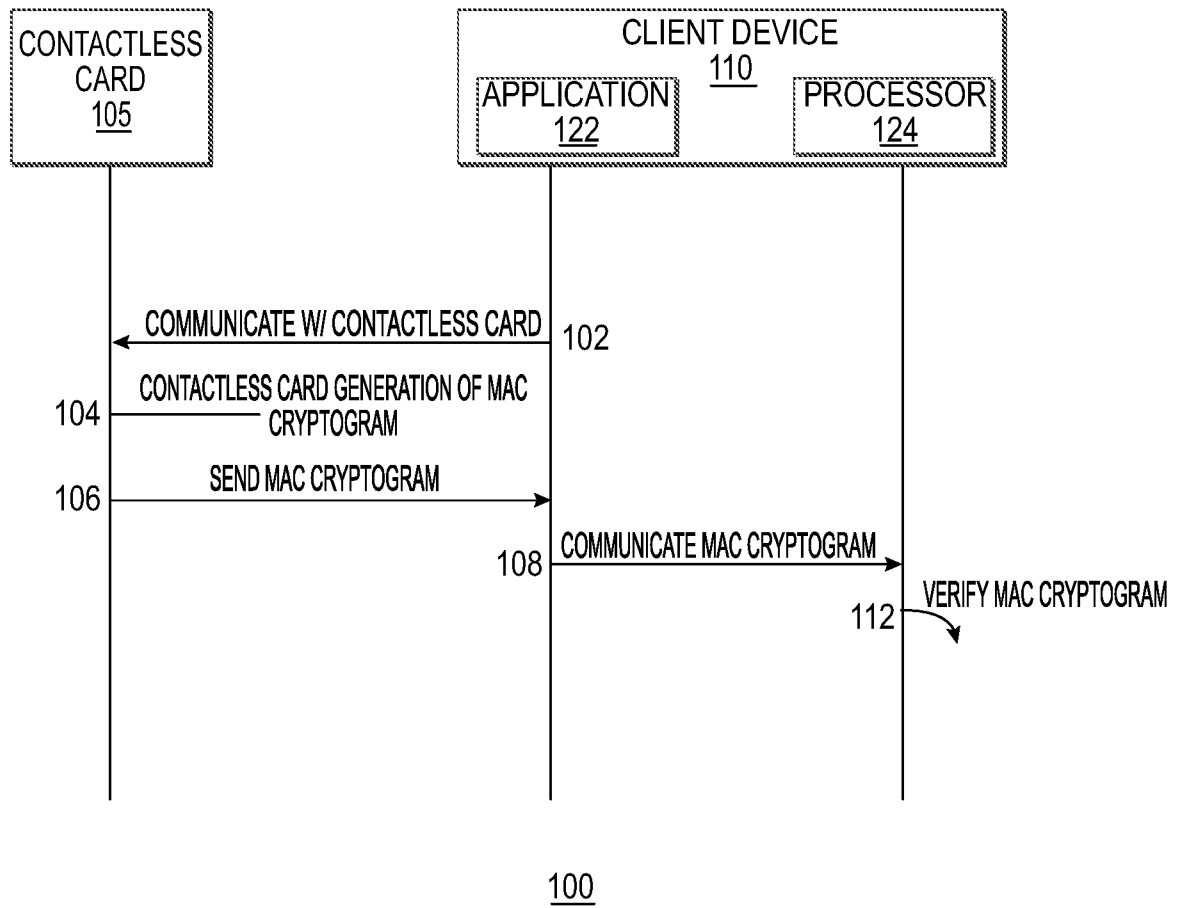 CONTACTLESS
CARD
105
CLIENT DEVICE
110
APPLICATION
122
PROCESSOR
124
COMMUNICATE W/ CONTACTLESS CARD
102
CONTACTLESS CARD GENERATION OF MAC
CRYPTOGRAM
104
SEND MAC CRYPTOGRAM
106
COMMUNICATE MAC CRYPTOGRAM
108
VERIFY MAC CRYPTOGRAM
112
100